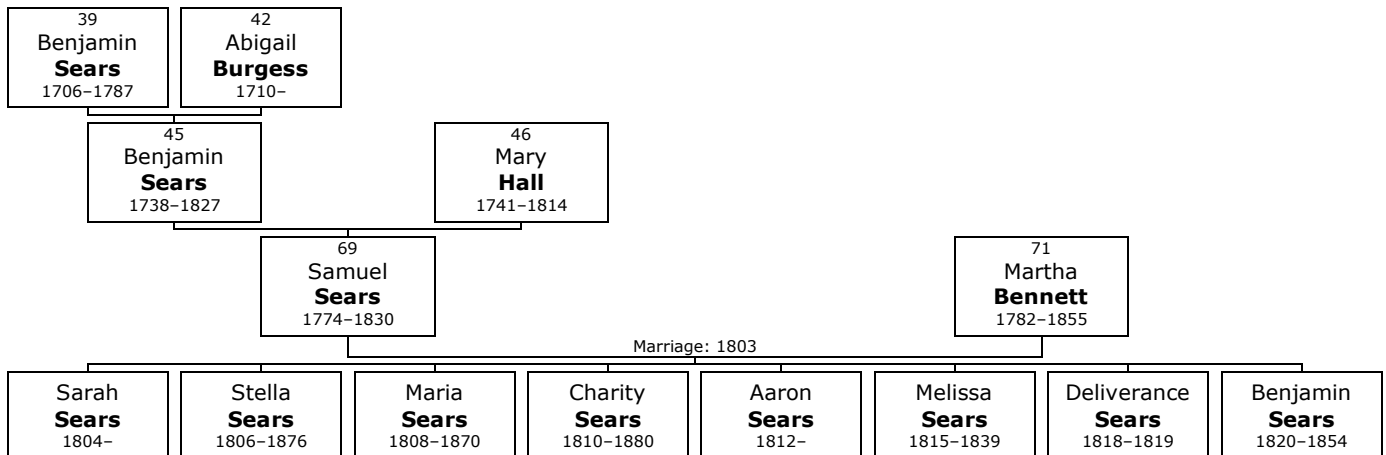 39
Benjamin
Sears
1706–1787
42
Abigail
Burgess
1710–
45
Benjamin
Sears
1738–1827
46
Mary
Hall
1741–1814
69
Samuel
Sears
1774–1830
71
Martha
Bennett
1782–1855
Marriage: 1803
Sarah
Sears
1804–
Stella
Sears
1806–1876
Maria
Sears
1808–1870
Charity
Sears
1810–1880
Aaron
Sears
1812–
Melissa
Sears
1815–1839
Deliverance
Sears
1818–1819
Benjamin
Sears
1820–1854